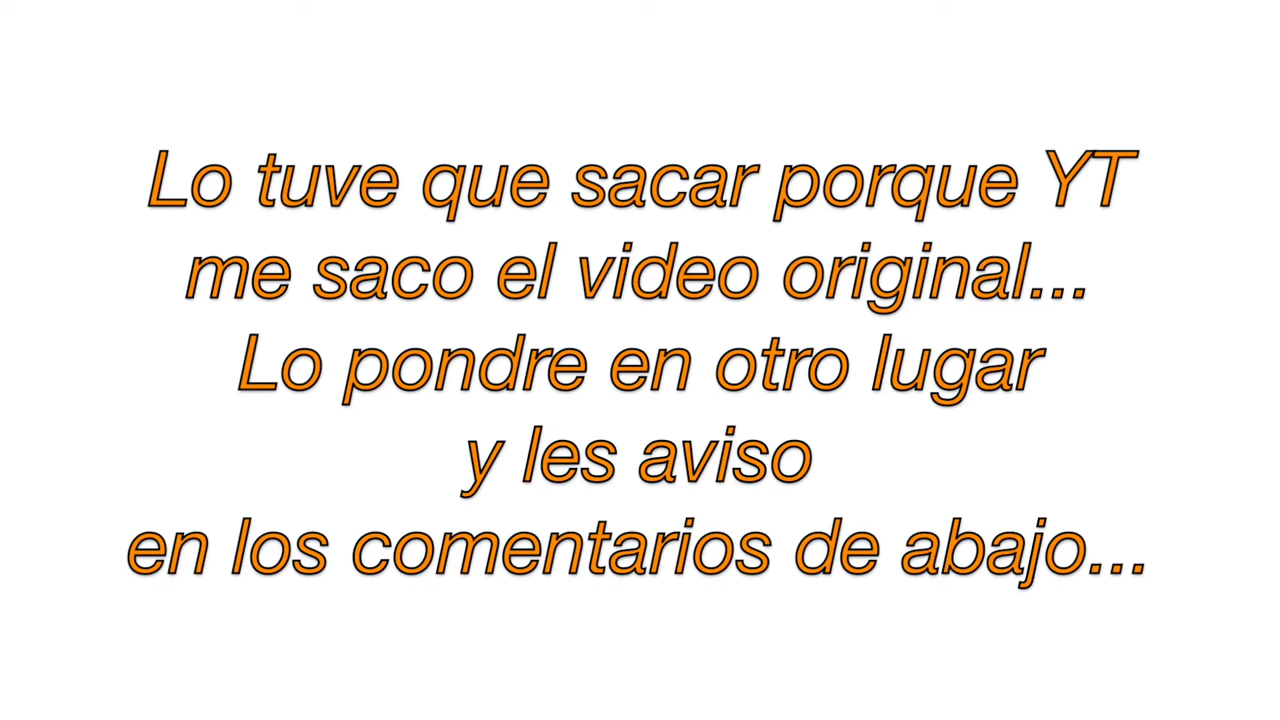 Lo tuve que sacar porque YT
me saco el video original...
Lo pondre en otro lugar
y les aviso
en los comentarios de abajo...